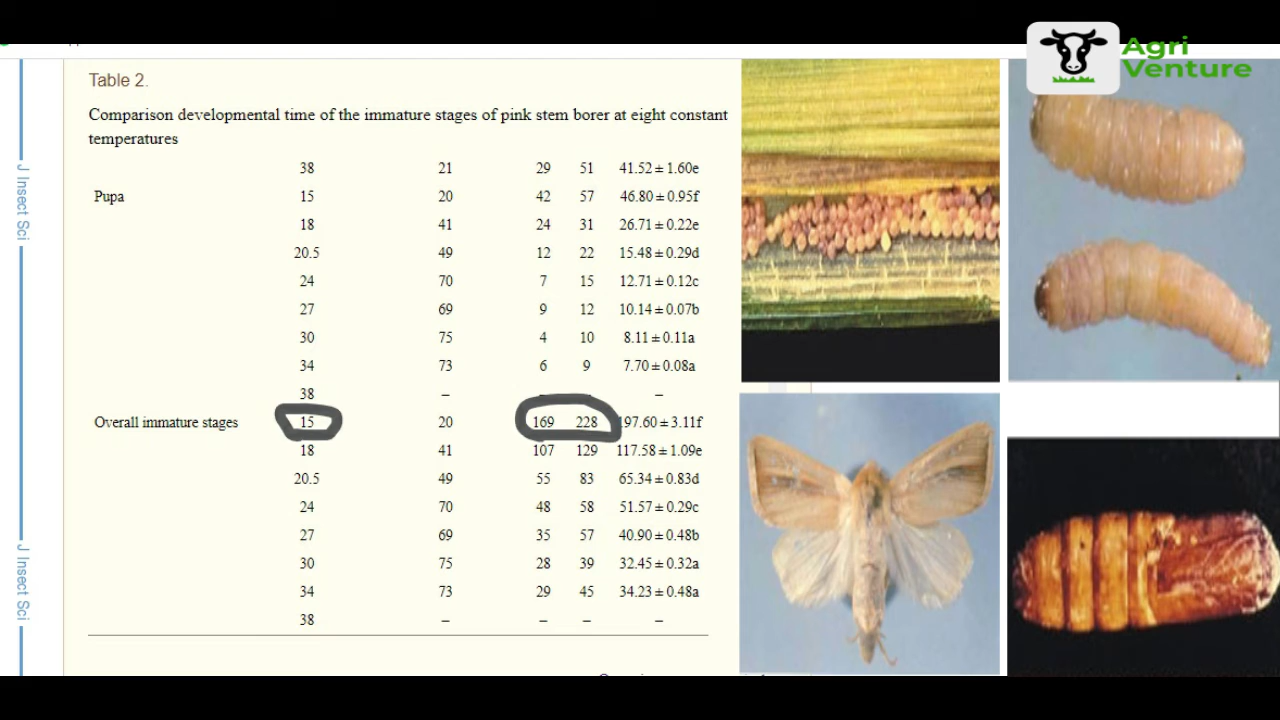 Agri
Venture
Table 2.
Comparison developmental time of the immature stages of pink stem borer at eight constant
temperatures
38 21 29 51 41.52 ± 1.60e
Pupa 15 20 42 57 46.80 ± 0.95f
18 41 24 31 26.71 ± 0.22e
20.5 49 12 22 15.48 ± 0.29d
24 70 7 15 12.71 ± 0.12c
27 69 9 12 10.14 ± 0.07b
30 75 4 10 8.11 ± 0.11a
34 73 6 9 7.70 ± 0.08a
38 – – – –
Overall immature stages 15 20 169 228 197.60 ± 3.11f
18 41 107 129 117.58 ± 1.09e
20.5 49 55 83 65.34 ± 0.83d
24 70 48 58 51.57 ± 0.29c
27 69 35 57 40.90 ± 0.48b
30 75 28 39 32.45 ± 0.32a
34 73 29 45 34.23 ± 0.48a
38 – – – –
J Insect Sci
J Insect Sci